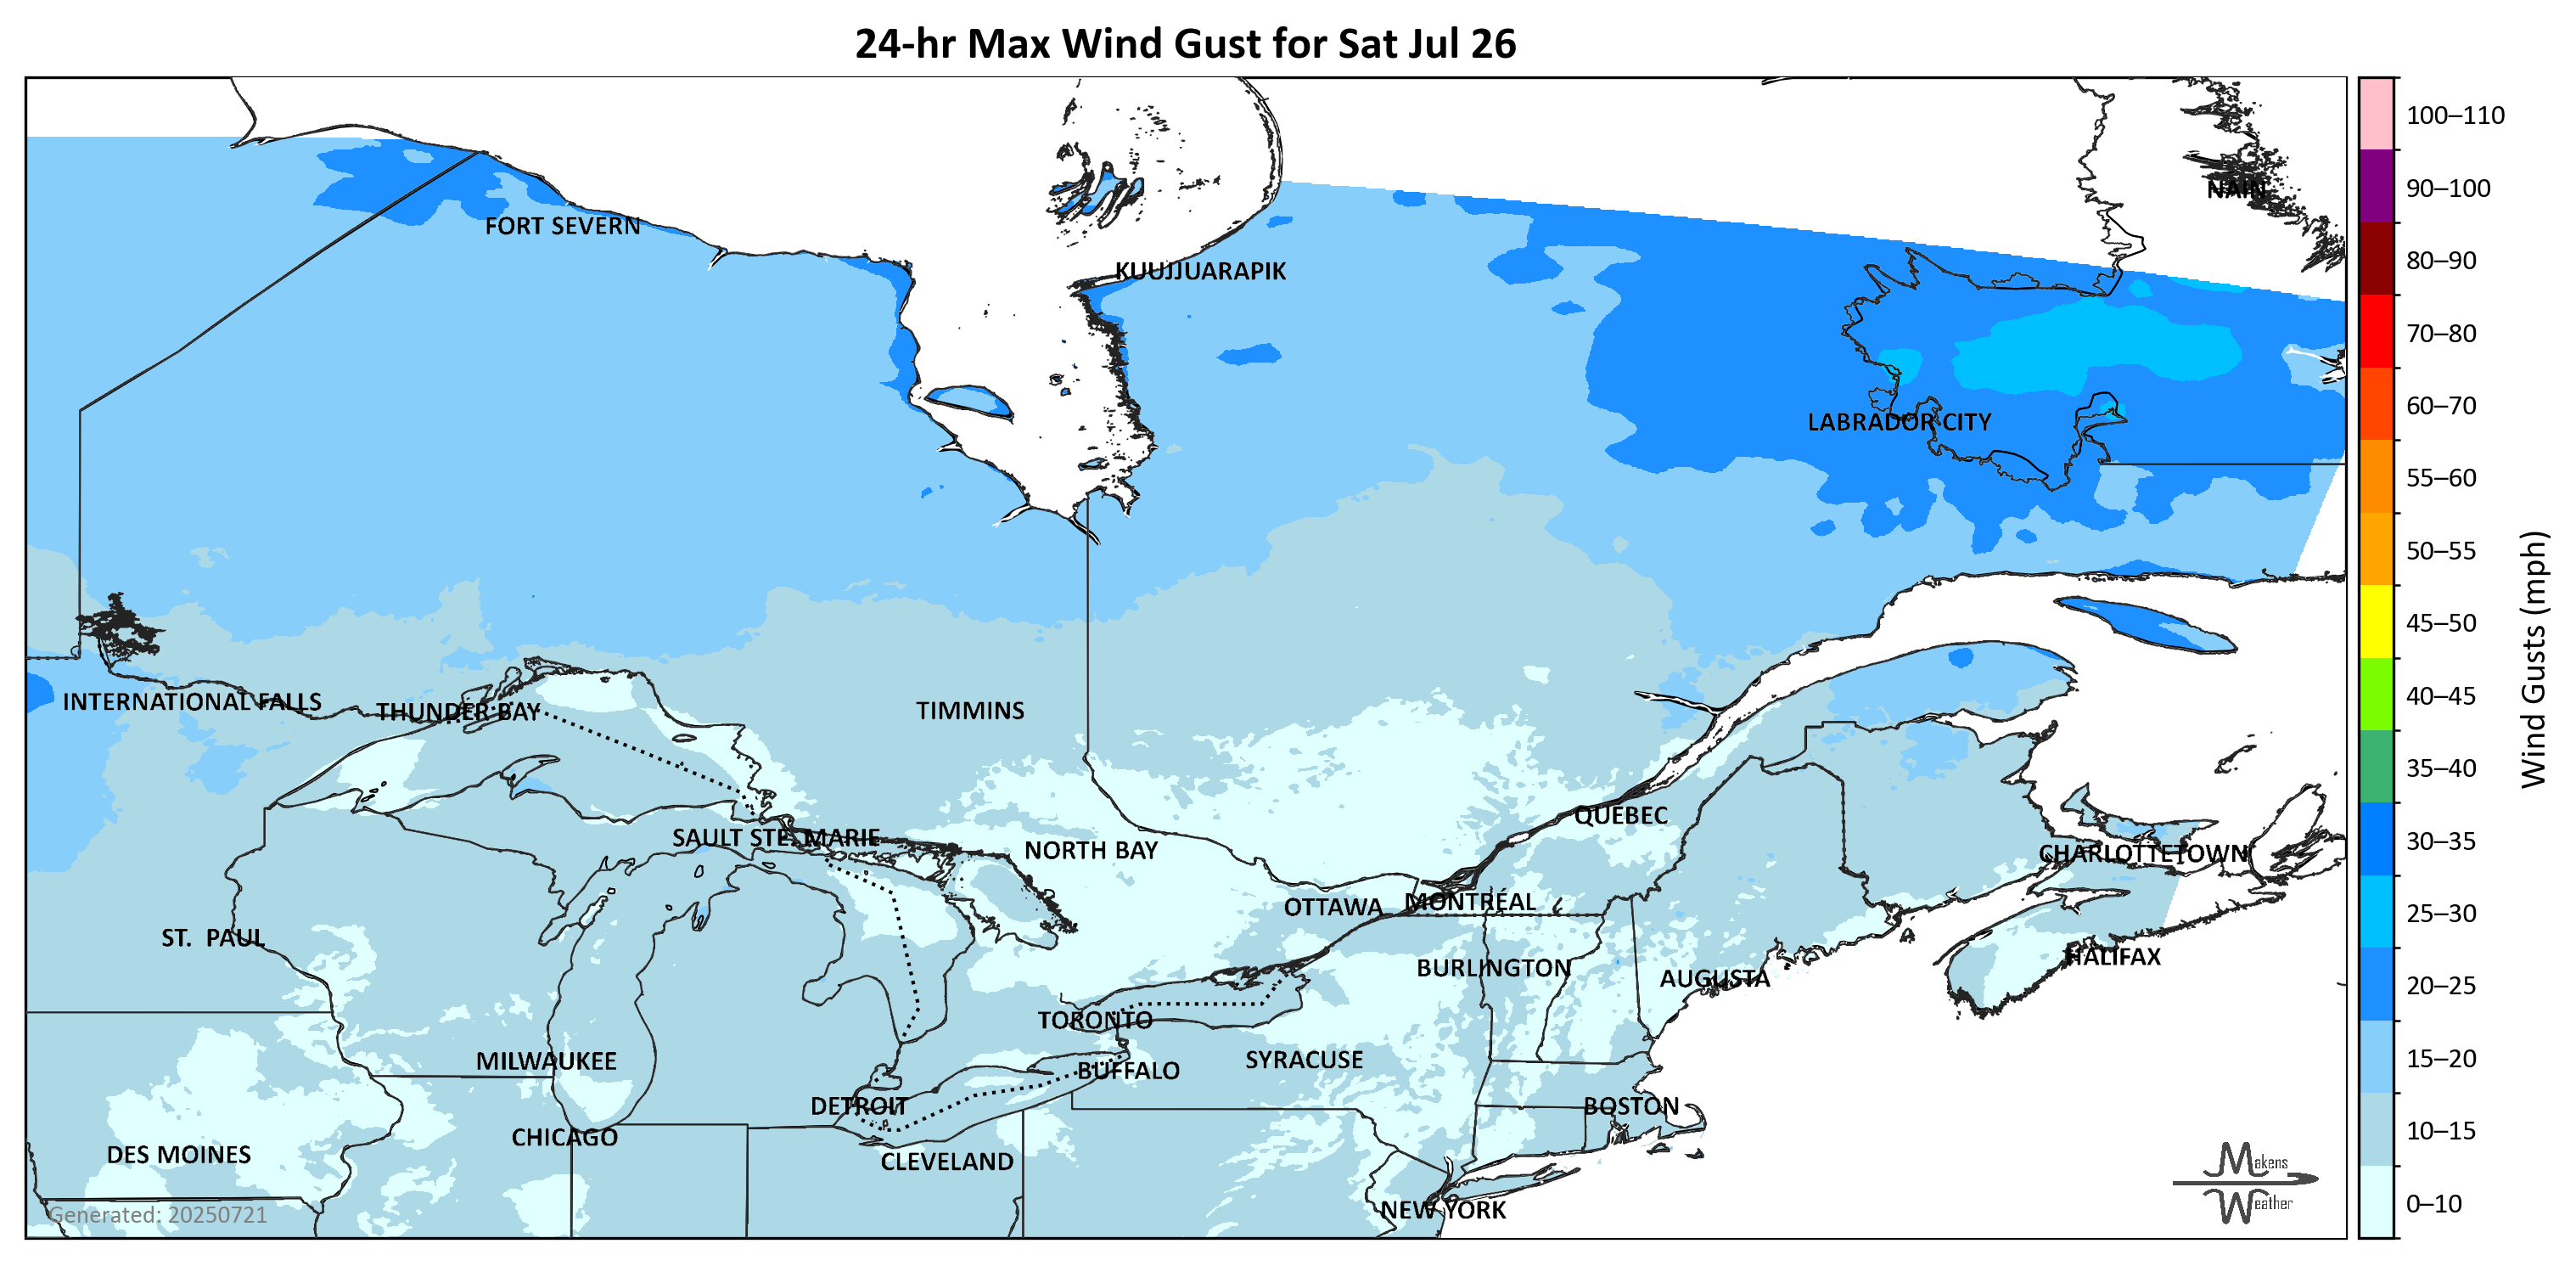 24-hr Max Wind Gust for Sat Jul 26
NAIN
FORT SEVERN
KUUJJUARAPIK
LABRADOR CITY
INTERNATIONAL FALLS
THUNDER BAY
TIMMINS
QUEBEC
SAULT STE. MARIE
NORTH BAY
CHARLOTTETOWN
OTTAWA
MONTRÉAL
ST. PAUL
HALIFAX
BURLINGTON
AUGUSTA
TORONTO
MILWAUKEE
BUFFALO
SYRACUSE
DETROIT
BOSTON
CHICAGO
DES MOINES
CLEVELAND
NEW YORK
Generated: 20250721
Makens
Weather
100–110
90–100
80–90
70–80
60–70
55–60
50–55
45–50
40–45
35–40
30–35
25–30
20–25
15–20
10–15
0–10
Wind Gusts (mph)